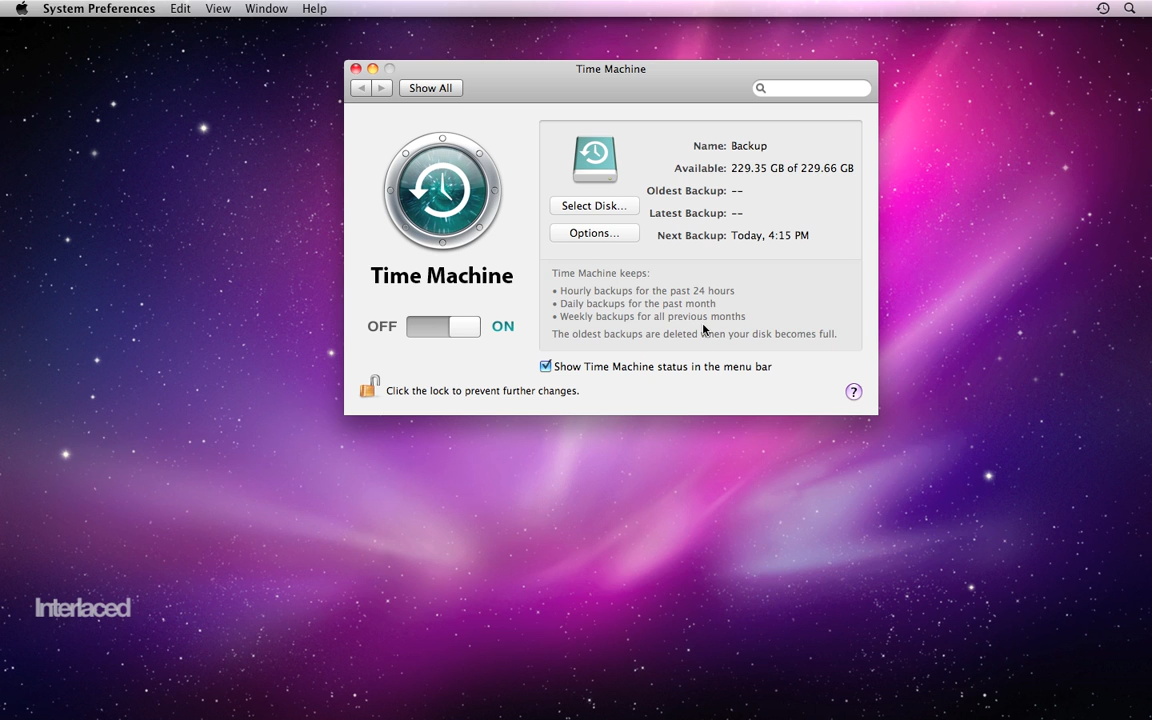 System Preferences Edit View Window Help
Time Machine
Show All
Name: Backup
Available: 229.35 GB of 229.66 GB
Oldest Backup: --
Select Disk...
Latest Backup: --
Options...
Next Backup: Today, 4:15 PM
Time Machine
Time Machine keeps:
• Hourly backups for the past 24 hours
• Daily backups for the past month
• Weekly backups for all previous months
The oldest backups are deleted when your disk becomes full.
OFF ON
Show Time Machine status in the menu bar
Click the lock to prevent further changes.
?
Interlaced